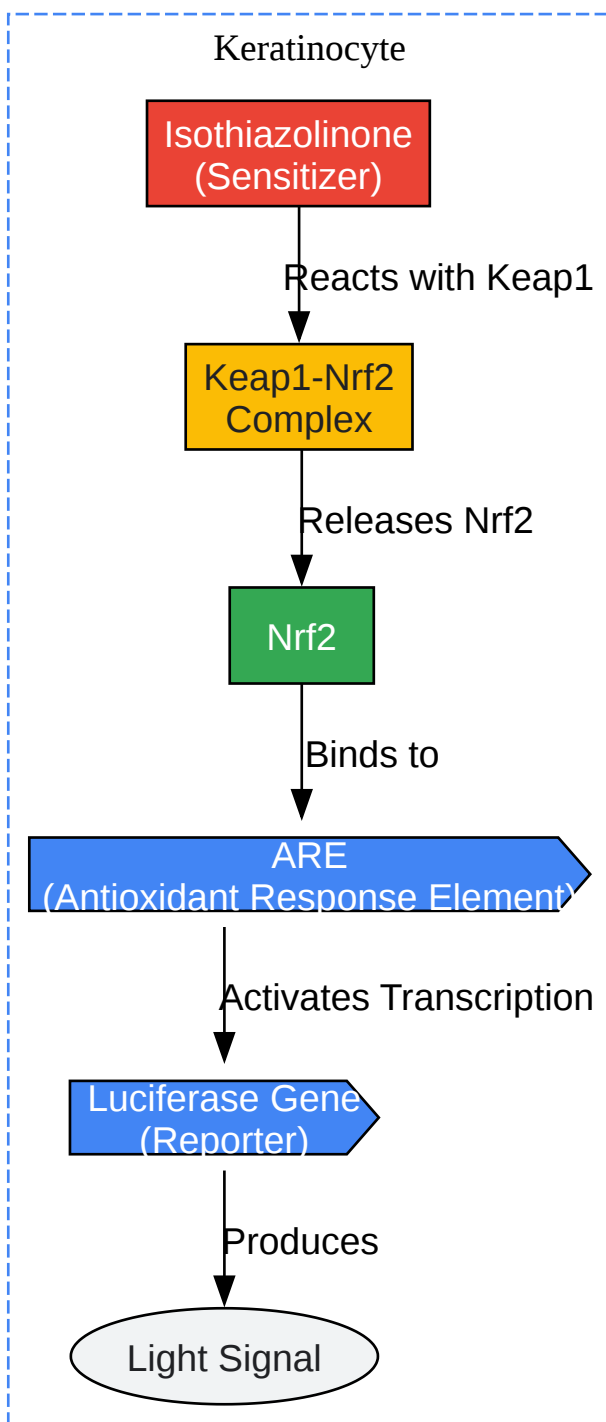 Keratinocyte
Isothiazolinone
(Sensitizer)
Reacts with Keap1
Keap1-Nrf2
Complex
Releases Nrf2
Nrf2
Binds to
ARE
(Antioxidant Response Element)
Activates Transcription
Luciferase Gene
(Reporter)
Produces
Light Signal